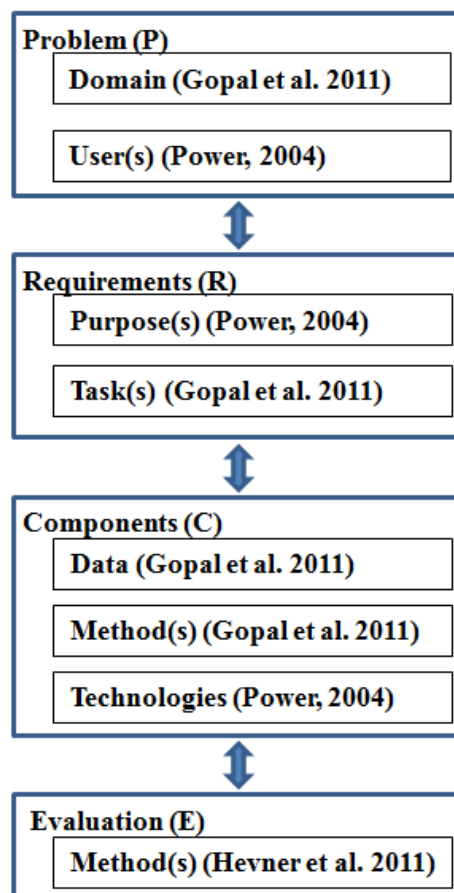 Problem (P)
Domain (Gopal et al. 2011)
User(s) (Power, 2004)
Requirements (R)
Purpose(s) (Power, 2004)
Task(s) (Gopal et al. 2011)
Components (C)
Data (Gopal et al. 2011)
Method(s) (Gopal et al. 2011)
Technologies (Power, 2004)
Evaluation (E)
Method(s) (Hevner et al. 2011)